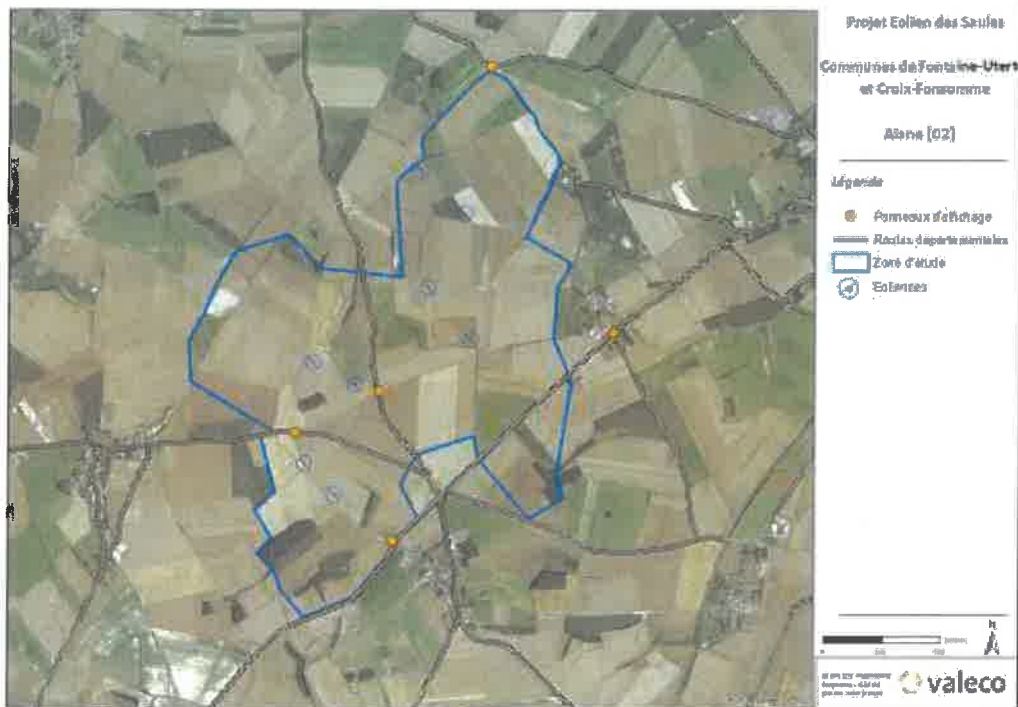 Projet Eolien des Saules
Communes de Fontaine-Uterte
et Croix-Fonsomme
Aisne [02]
Légende
Panneaux d'affichage
Routes départementales
Zone d'étude
Eoliennes
N
valeco